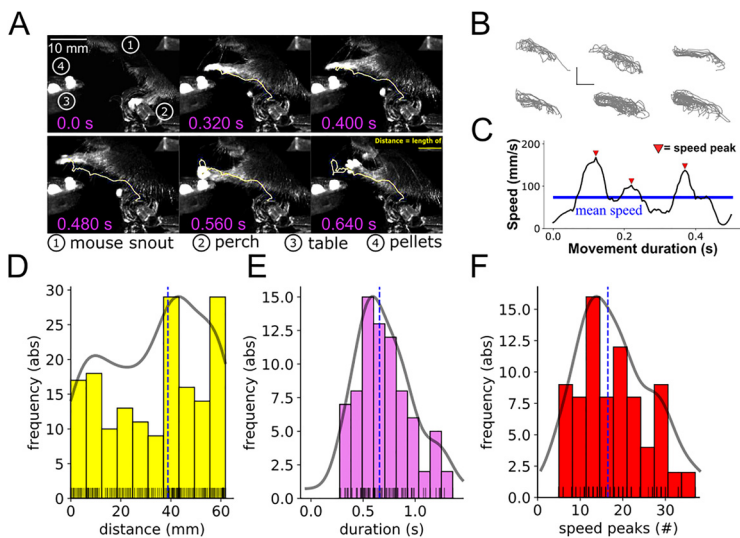 A
10 mm
1
4
3
2
0.0 s
0.320 s
0.400 s
Distance = length of
0.480 s
0.560 s
0.640 s
1 mouse snout 2 perch 3 table 4 pellets
B
C
Speed (mm/s)
200
100
0
= speed peak
mean speed
0.0 0.2 0.4
Movement duration (s)
D
frequency (abs)
30
25
20
15
10
5
0
0 20 40 60
distance (mm)
E
frequency (abs)
15.0
12.5
10.0
7.5
5.0
2.5
0.0
0.0 0.5 1.0
duration (s)
F
frequency (abs)
15.0
12.5
10.0
7.5
5.0
2.5
0.0
0 10 20 30
speed peaks (#)